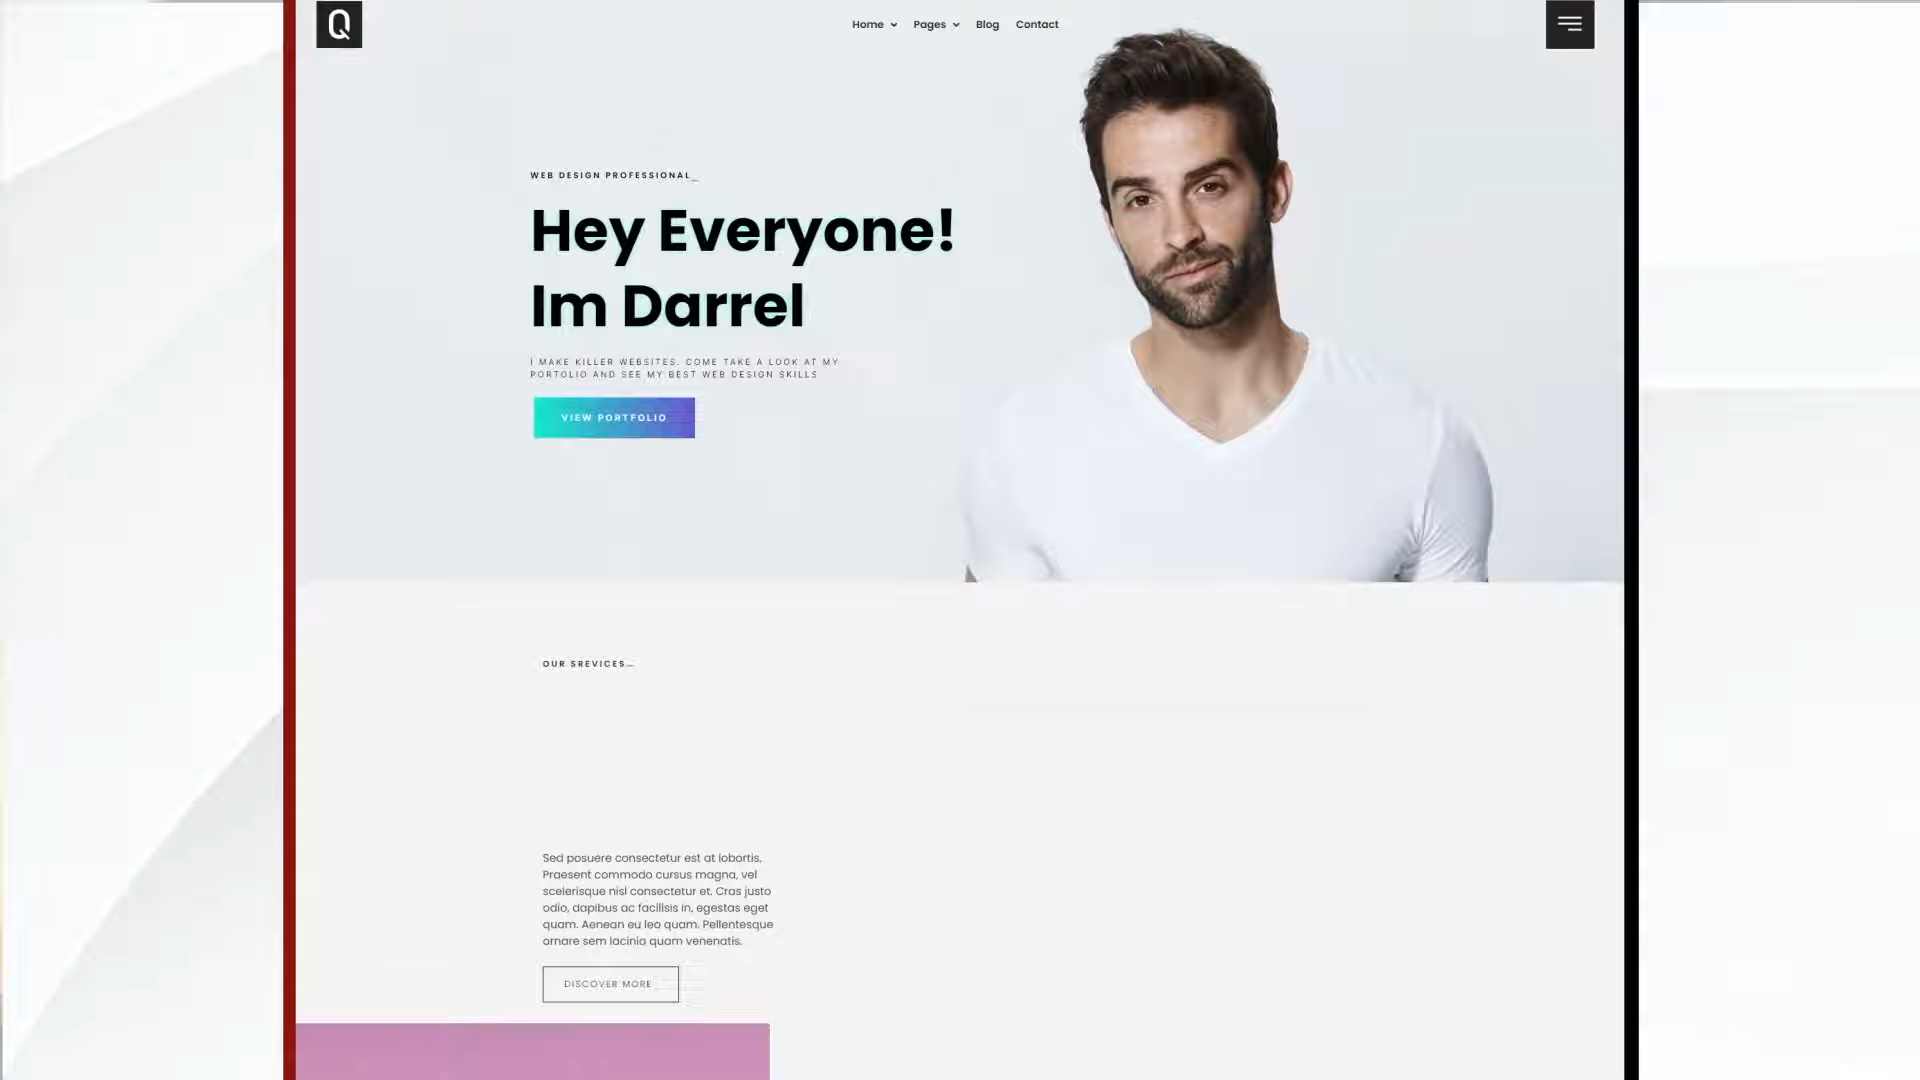 Q
Home Pages Blog Contact
WEB DESIGN PROFESSIONAL_
Hey Everyone!
Im Darrel
I MAKE KILLER WEBSITES. COME TAKE A LOOK AT MY
PORTOLIO AND SEE MY BEST WEB DESIGN SKILLS
VIEW PORTFOLIO
OUR SREVICES_
Sed posuere consectetur est at lobortis.
Praesent commodo cursus magna, vel
scelerisque nisl consectetur et. Cras justo
odio, dapibus ac facilisis in, egestas eget
quam. Aenean eu leo quam. Pellentesque
ornare sem lacinia quam venenatis.
DISCOVER MORE